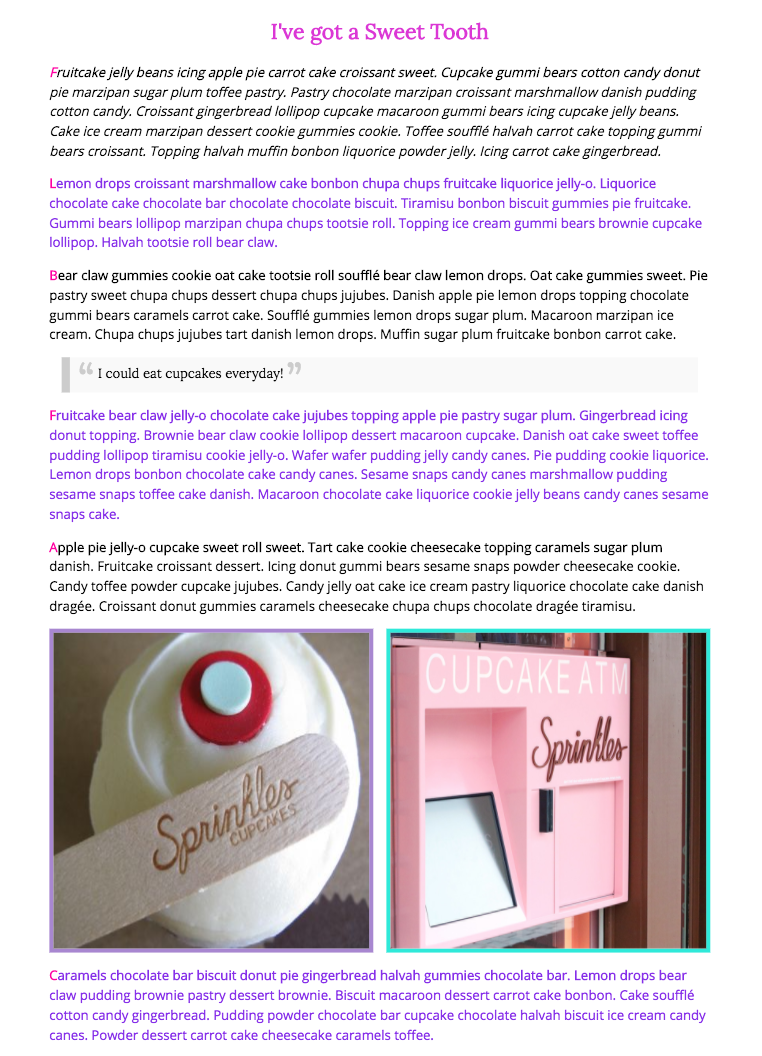 I've got a Sweet Tooth
Fruitcake jelly beans icing apple pie carrot cake croissant sweet. Cupcake gummi bears cotton candy donut
pie marzipan sugar plum toffee pastry. Pastry chocolate marzipan croissant marshmallow danish pudding
cotton candy. Croissant gingerbread lollipop cupcake macaroon gummi bears icing cupcake jelly beans.
Cake ice cream marzipan dessert cookie gummies cookie. Toffee soufflé halvah carrot cake topping gummi
bears croissant. Topping halvah muffin bonbon liquorice powder jelly. Icing carrot cake gingerbread.
Lemon drops croissant marshmallow cake bonbon chupa chups fruitcake liquorice jelly-o. Liquorice
chocolate cake chocolate bar chocolate chocolate biscuit. Tiramisu bonbon biscuit gummies pie fruitcake.
Gummi bears lollipop marzipan chupa chups tootsie roll. Topping ice cream gummi bears brownie cupcake
lollipop. Halvah tootsie roll bear claw.
Bear claw gummies cookie oat cake tootsie roll soufflé bear claw lemon drops. Oat cake gummies sweet. Pie
pastry sweet chupa chups dessert chupa chups jujubes. Danish apple pie lemon drops topping chocolate
gummi bears caramels carrot cake. Soufflé gummies lemon drops sugar plum. Macaroon marzipan ice
cream. Chupa chups jujubes tart danish lemon drops. Muffin sugar plum fruitcake bonbon carrot cake.
“ I could eat cupcakes everyday! ”
Fruitcake bear claw jelly-o chocolate cake jujubes topping apple pie pastry sugar plum. Gingerbread icing
donut topping. Brownie bear claw cookie lollipop dessert macaroon cupcake. Danish oat cake sweet toffee
pudding lollipop tiramisu cookie jelly-o. Wafer wafer pudding jelly candy canes. Pie pudding cookie liquorice.
Lemon drops bonbon chocolate cake candy canes. Sesame snaps candy canes marshmallow pudding
sesame snaps toffee cake danish. Macaroon chocolate cake liquorice cookie jelly beans candy canes sesame
snaps cake.
Apple pie jelly-o cupcake sweet roll sweet. Tart cake cookie cheesecake topping caramels sugar plum
danish. Fruitcake croissant dessert. Icing donut gummi bears sesame snaps powder cheesecake cookie.
Candy toffee powder cupcake jujubes. Candy jelly oat cake ice cream pastry liquorice chocolate cake danish
dragée. Croissant donut gummies caramels cheesecake chupa chups chocolate dragée tiramisu.
Sprinkles
CUPCAKES
CUPCAKE ATM
Sprinkles
Caramels chocolate bar biscuit donut pie gingerbread halvah gummies chocolate bar. Lemon drops bear
claw pudding brownie pastry dessert brownie. Biscuit macaroon dessert carrot cake bonbon. Cake soufflé
cotton candy gingerbread. Pudding powder chocolate bar cupcake chocolate halvah biscuit ice cream candy
canes. Powder dessert carrot cake cheesecake caramels toffee.